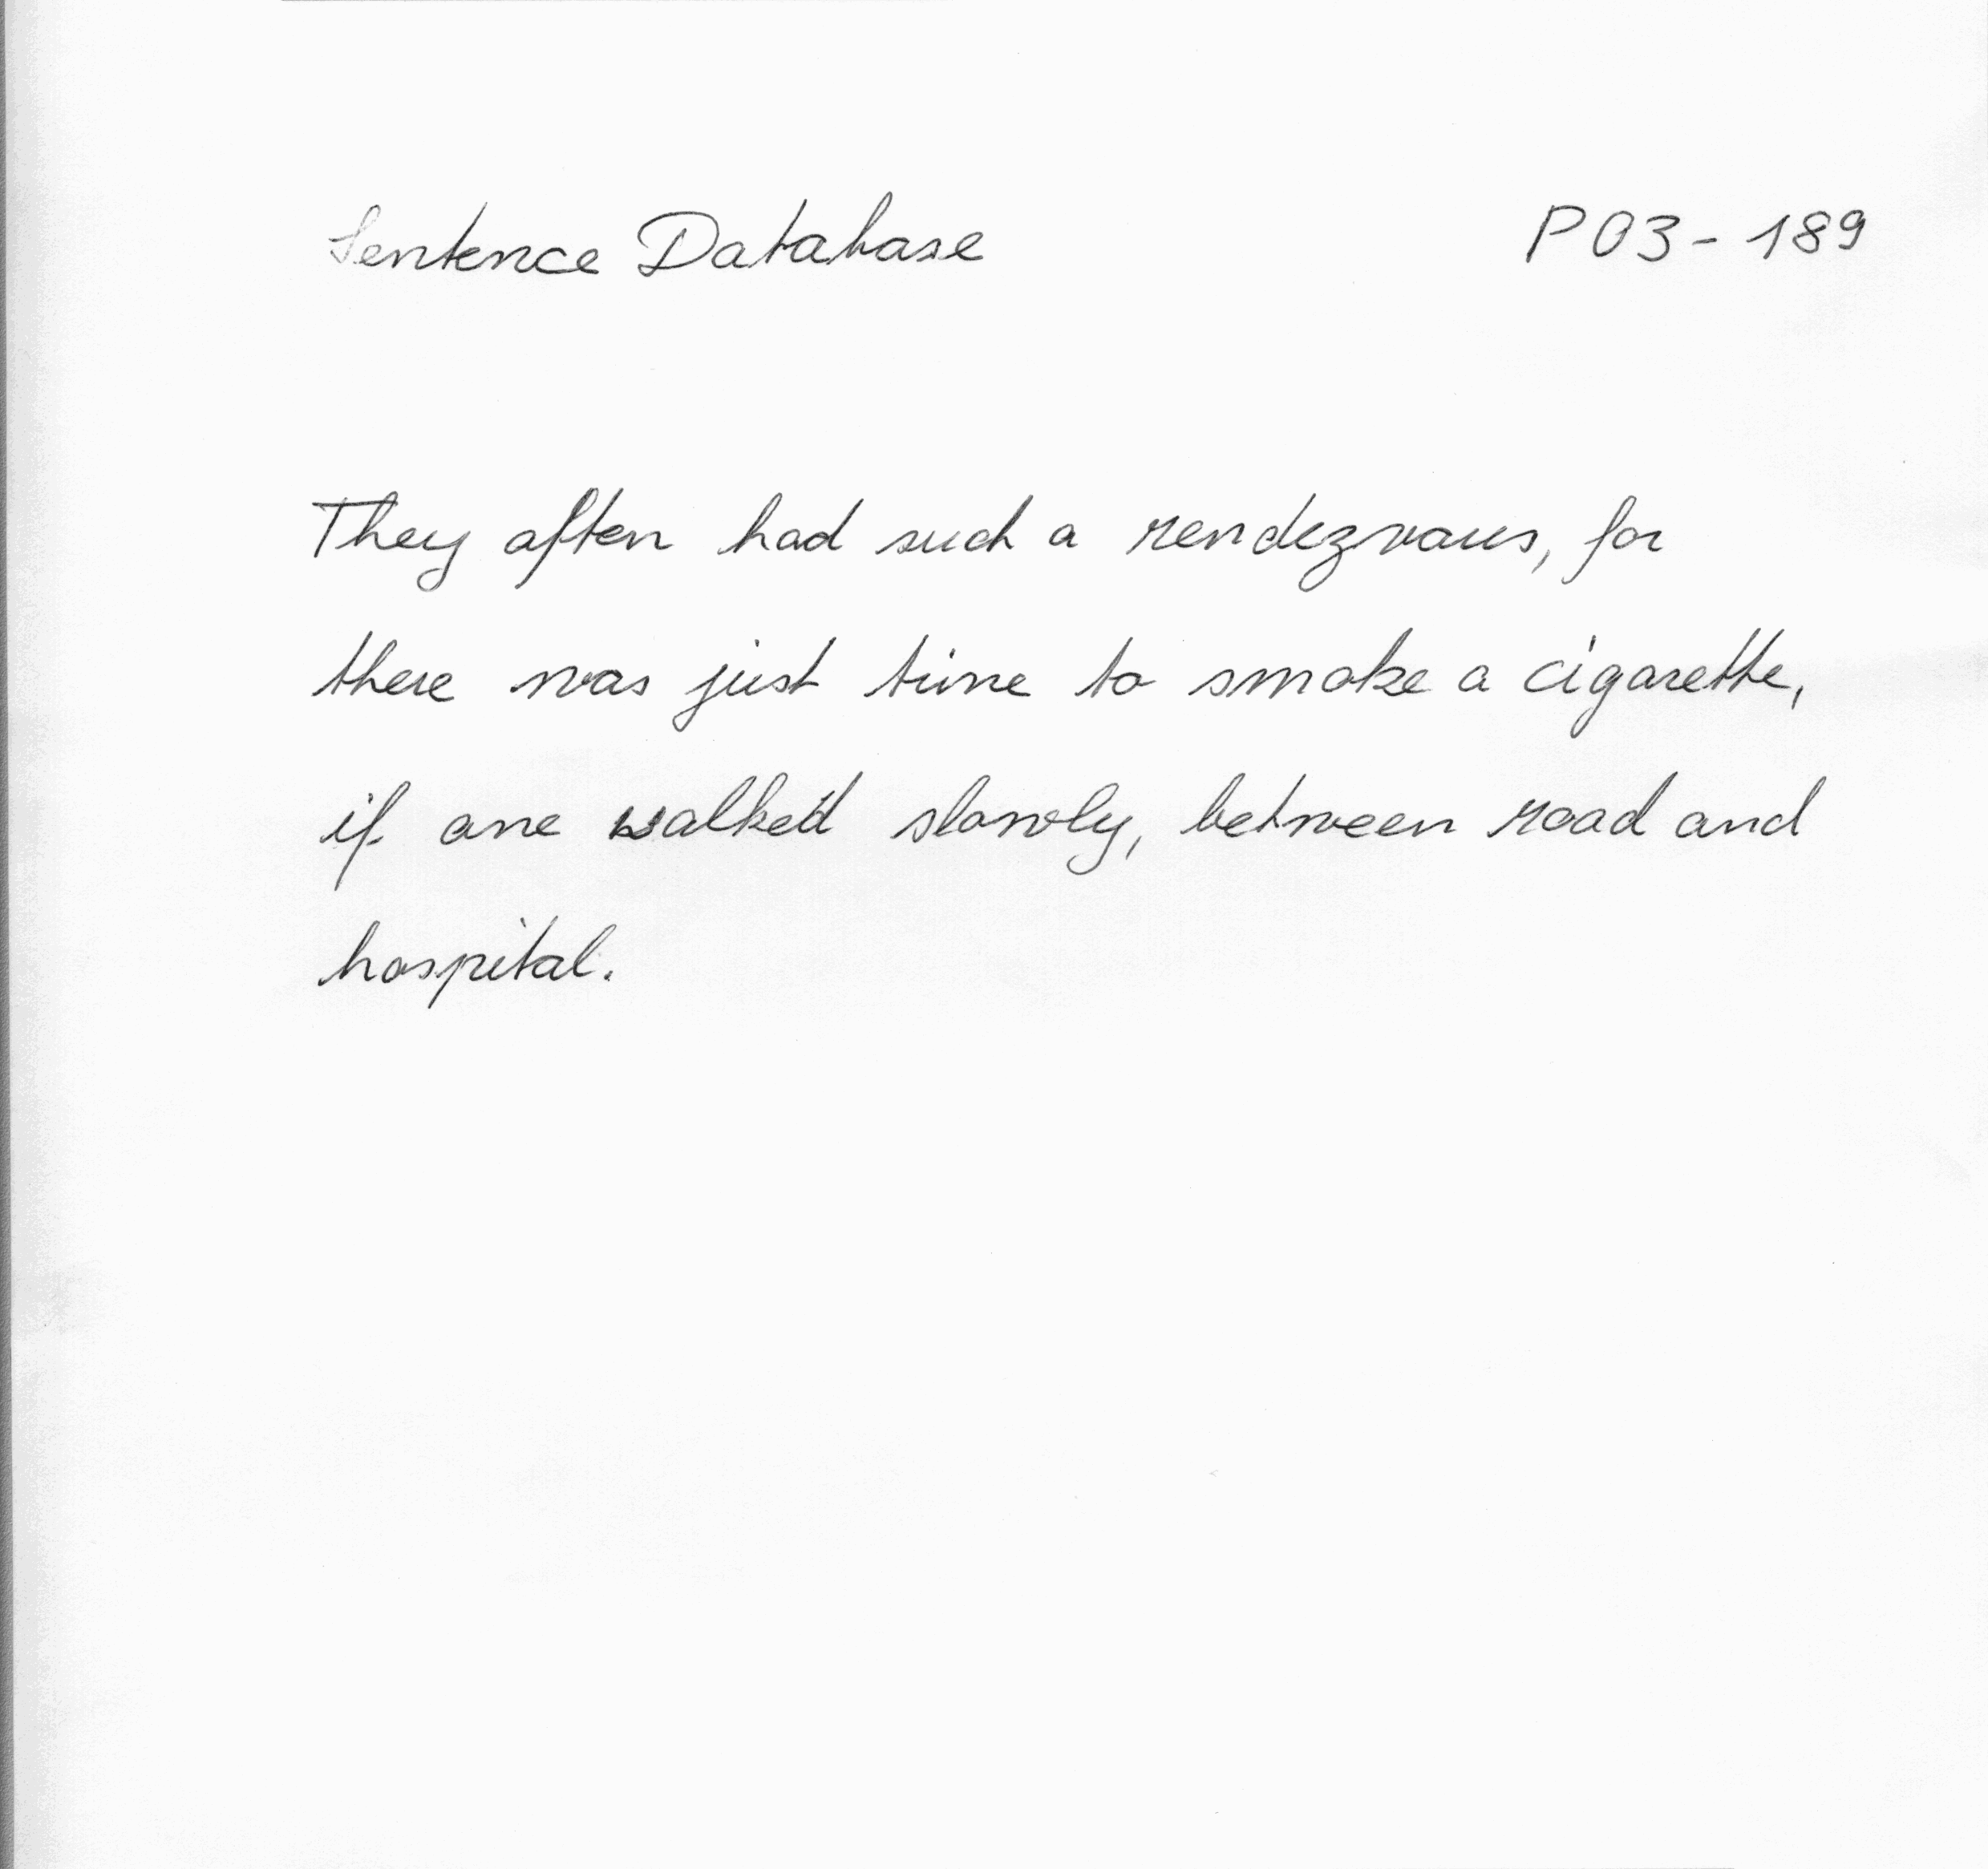 Sentence Database P03-189
They often had such a rendezvous, for
there was just time to smoke a cigarette,
if one walked slowly, between road and
hospital.